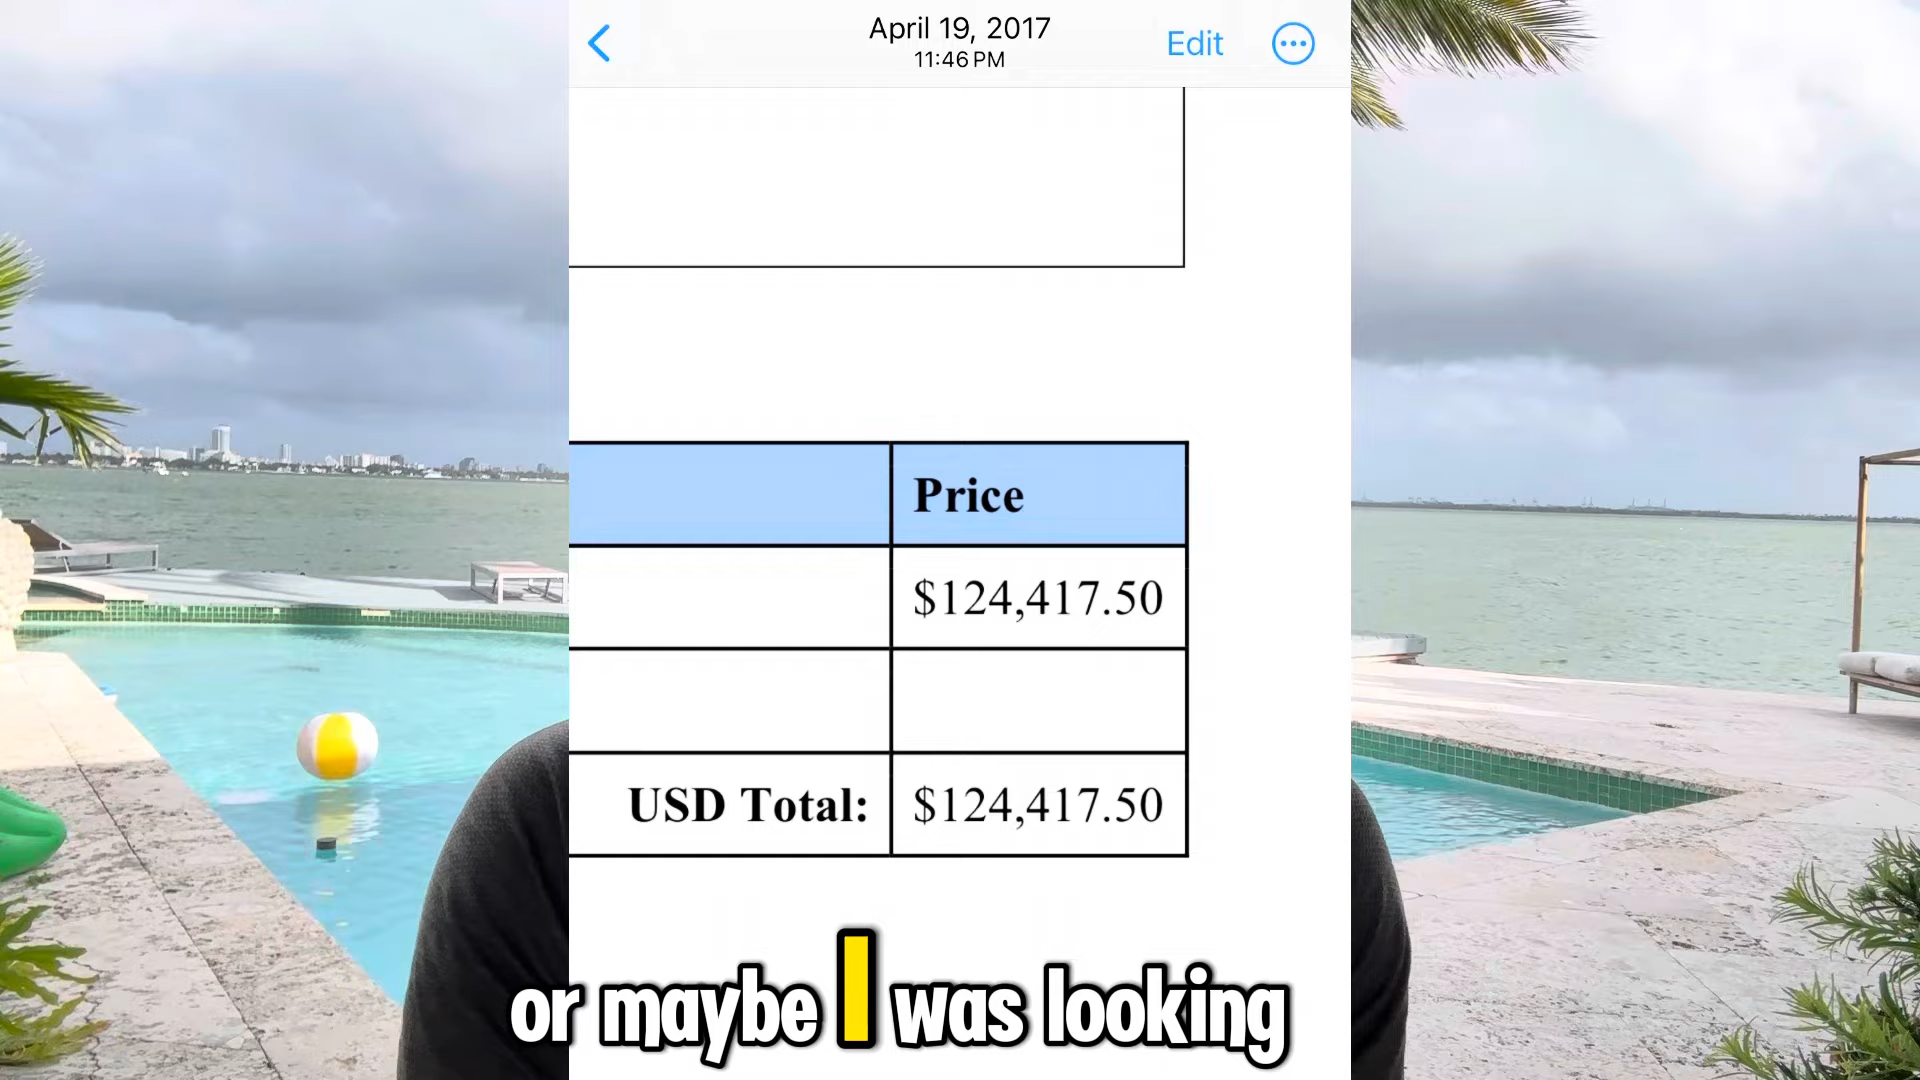 April 19, 2017
Edit
11:46 PM
Price
$124,417.50
USD Total: $124,417.50
or maybe I was looking